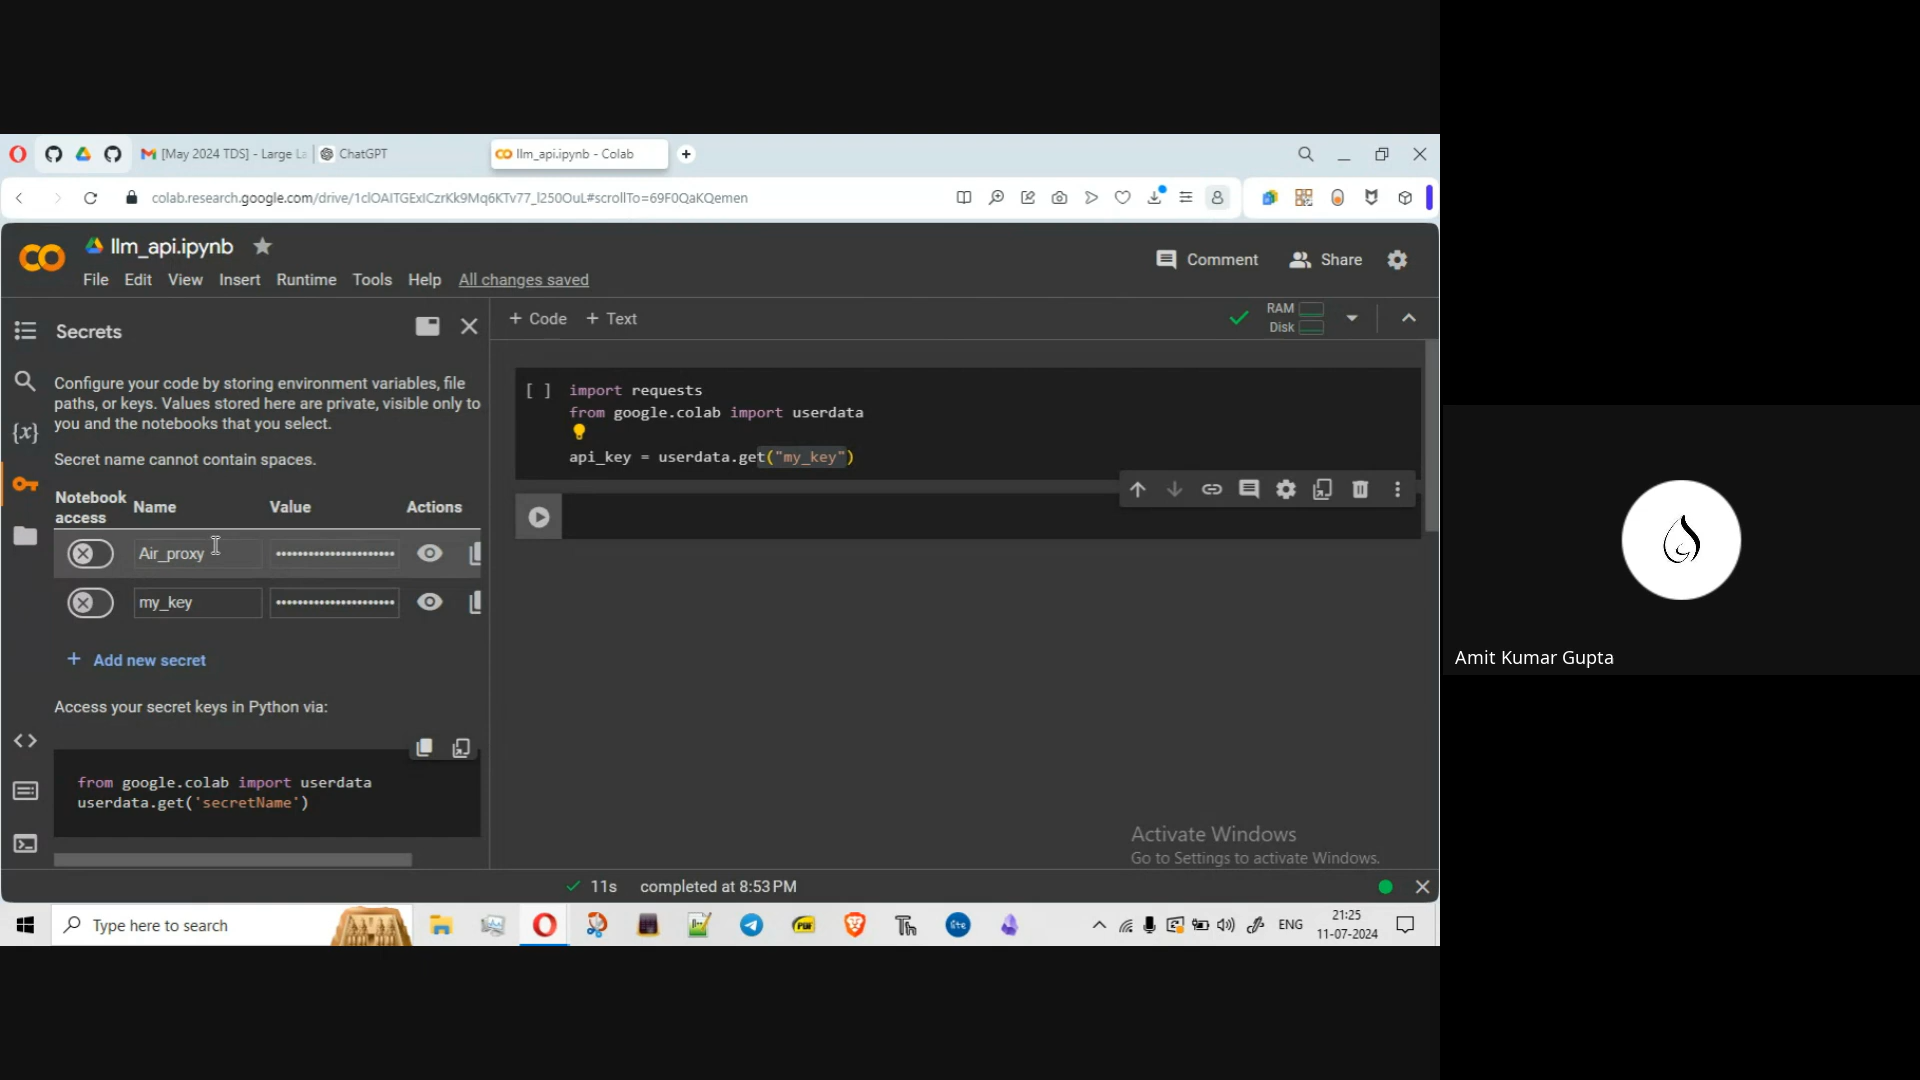 [May 2024 TDS] - Large La
ChatGPT
llm_api.ipynb - Colab
colab.research.google.com/drive/1clOAITGExICzrKk9Mq6KTv77_l250OuL#scrollTo=69F0QaKQemen
llm_api.ipynb
Comment
Share
File Edit View Insert Runtime Tools Help All changes saved
Secrets
+ Code + Text
RAM
Disk
Configure your code by storing environment variables, file
paths, or keys. Values stored here are private, visible only to
you and the notebooks that you select.
Secret name cannot contain spaces.
Notebook
access
Name
Value
Actions
Air_proxy
my_key
+ Add new secret
Access your secret keys in Python via:
from google.colab import userdata
userdata.get('secretName')
[ ] import requests
from google.colab import userdata
api_key = userdata.get("my_key")
Activate Windows
Go to Settings to activate Windows.
11s completed at 8:53 PM
Type here to search
ENG
21:25
11-07-2024
Amit Kumar Gupta